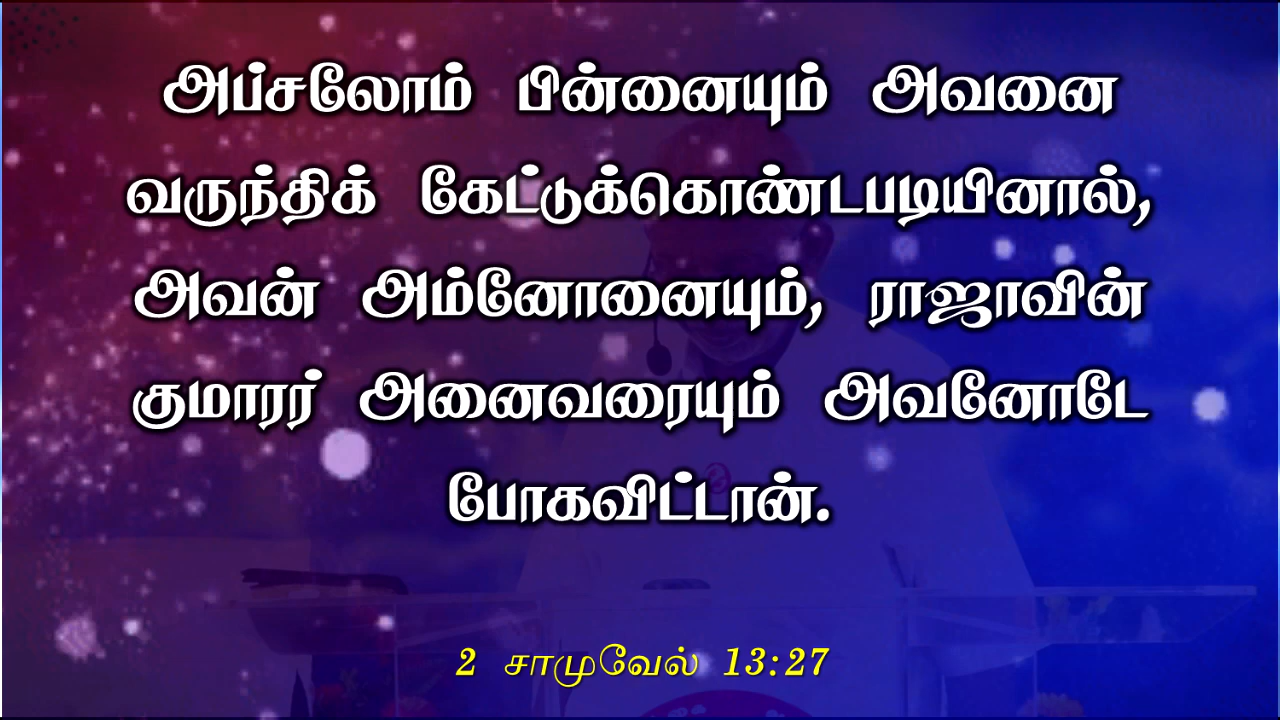 அப்சலோம் பின்னையும் அவனை
வருந்திக் கேட்டுக்கொண்டபடியினால்,
அவன் அம்னோனையும், ராஜாவின்
குமாரர் அனைவரையும் அவனோடே
போகவிட்டான்.
2 சாமுவேல் 13:27